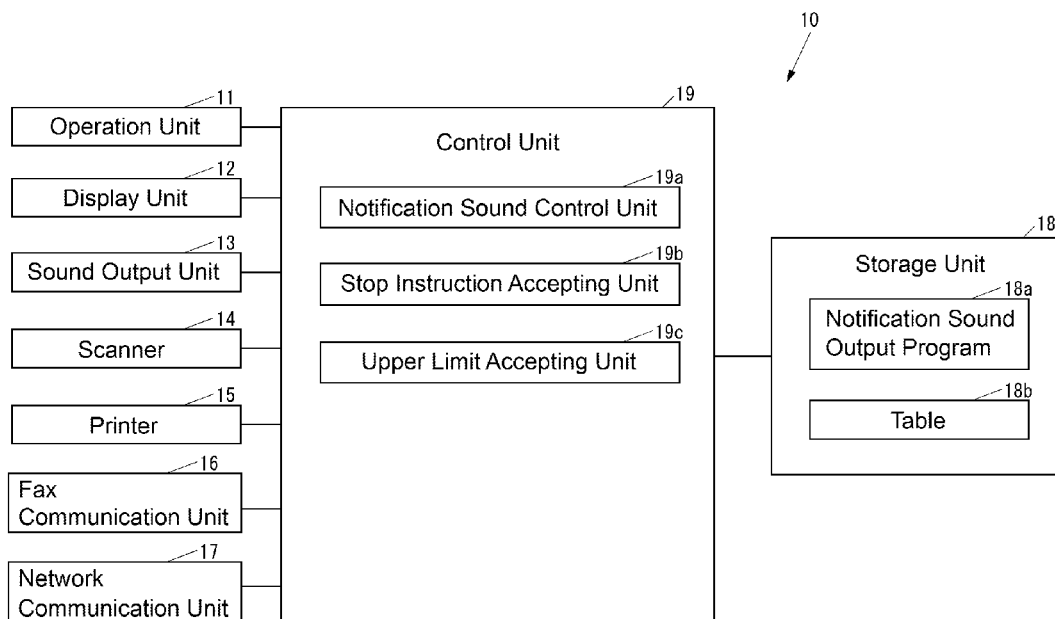 10
11
Operation Unit
12
Display Unit
13
Sound Output Unit
14
Scanner
15
Printer
16
Fax
Communication Unit
17
Network
Communication Unit
19
Control Unit
19a
Notification Sound Control Unit
19b
Stop Instruction Accepting Unit
19c
Upper Limit Accepting Unit
18
Storage Unit
18a
Notification Sound
Output Program
18b
Table